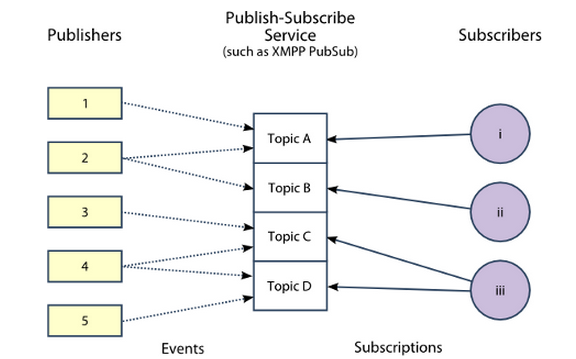 Publishers
Publish-Subscribe
Service
(such as XMPP PubSub)
Subscribers
1
2
3
4
5
Topic A
Topic B
Topic C
Topic D
i
ii
iii
Events
Subscriptions